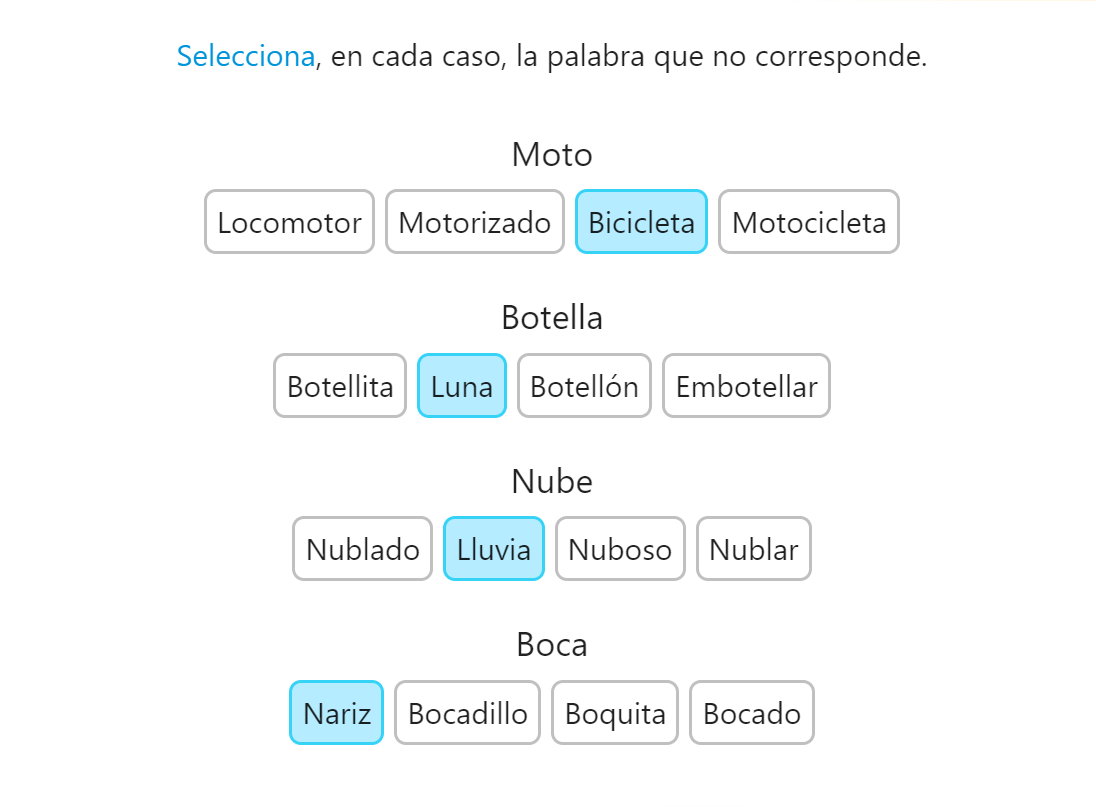 Selecciona, en cada caso, la palabra que no corresponde.
Moto
Locomotor Motorizado Bicicleta Motocicleta
Botella
Botellita Luna Botellón Embotellar
Nube
Nublado Lluvia Nuboso Nublar
Boca
Nariz Bocadillo Boquita Bocado